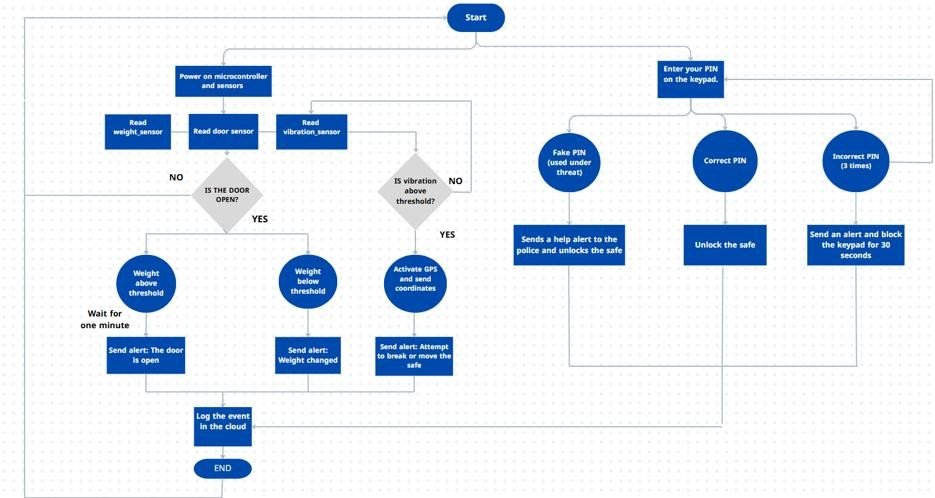 Start
Power on microcontroller
and sensors
Enter your PIN
on the keypad.
Read
weight_sensor
Read door sensor
Read
vibration_sensor
Fake PIN
(used under
threat)
Correct PIN
Incorrect PIN
(3 times)
NO
IS THE DOOR
OPEN?
YES
IS vibration
above
threshold?
NO
YES
Sends a help alert to the
police and unlocks the safe
Unlock the safe
Send an alert and block
the keypad for 30
seconds
Weight
above
threshold
Weight
below
threshold
Activate GPS
and send
coordinates
Wait for
one minute
Send alert: The door
is open
Send alert:
Weight changed
Send alert: Attempt
to break or move the
safe
Log the event
in the cloud
END